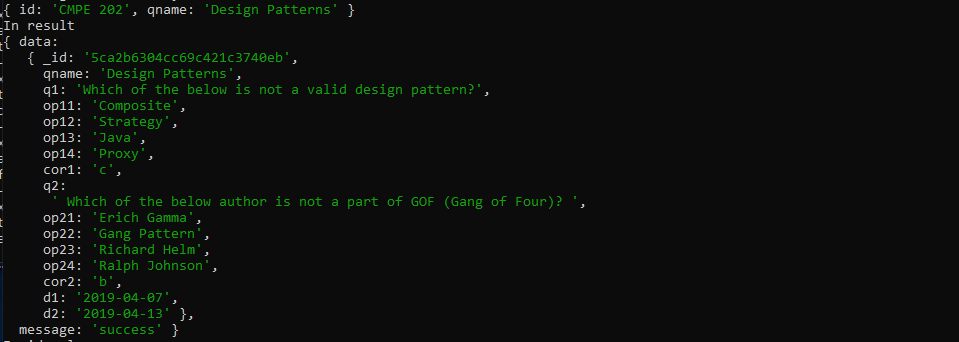 { id: 'CMPE 202', qname: 'Design Patterns' }
In result
{ data:
{ _id: '5ca2b6304cc69c421c3740eb',
qname: 'Design Patterns',
q1: 'Which of the below is not a valid design pattern?',
op11: 'Composite',
op12: 'Strategy',
op13: 'Java',
op14: 'Proxy',
cor1: 'c',
q2:
' Which of the below author is not a part of GOF (Gang of Four)? ',
op21: 'Erich Gamma',
op22: 'Gang Pattern',
op23: 'Richard Helm',
op24: 'Ralph Johnson',
cor2: 'b',
d1: '2019-04-07',
d2: '2019-04-13' },
message: 'success' }